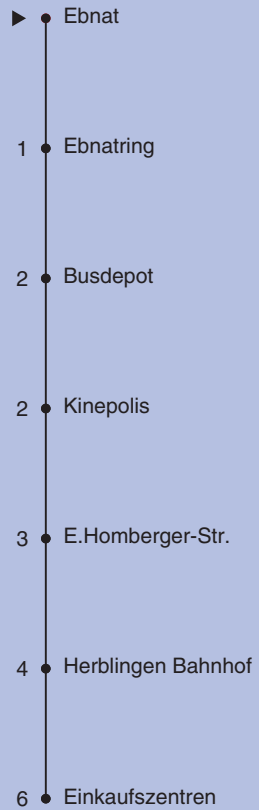 ▶ Ebnat
1 Ebnatring
2 Busdepot
2 Kinepolis
3 E.Homberger-Str.
4 Herblingen Bahnhof
6 Einkaufszentren